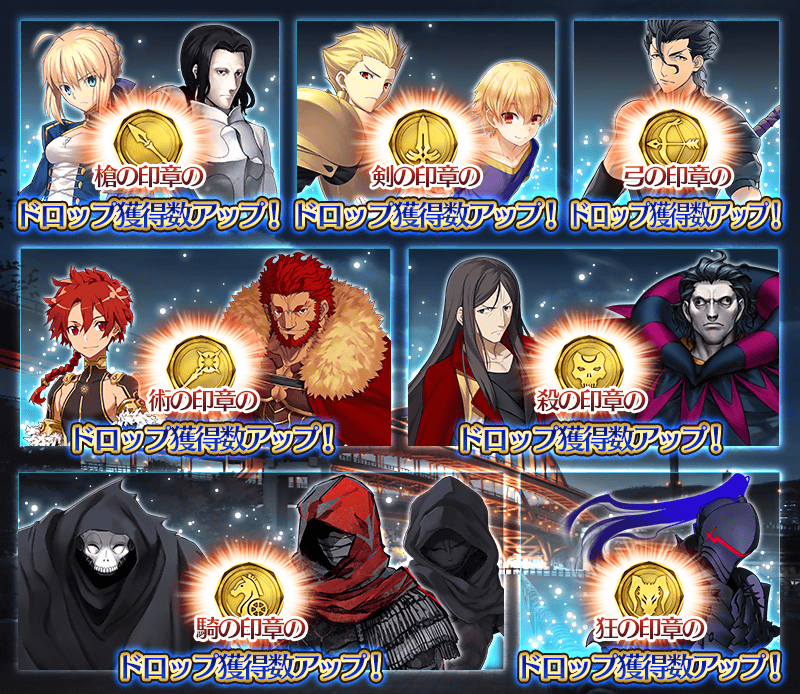 槍の印章の
ドロップ獲得数アップ!
剣の印章の
ドロップ獲得数アップ!
弓の印章の
ドロップ獲得数アップ!
術の印章の
ドロップ獲得数アップ!
殺の印章の
ドロップ獲得数アップ!
騎の印章の
ドロップ獲得数アップ!
狂の印章の
ドロップ獲得数アップ!